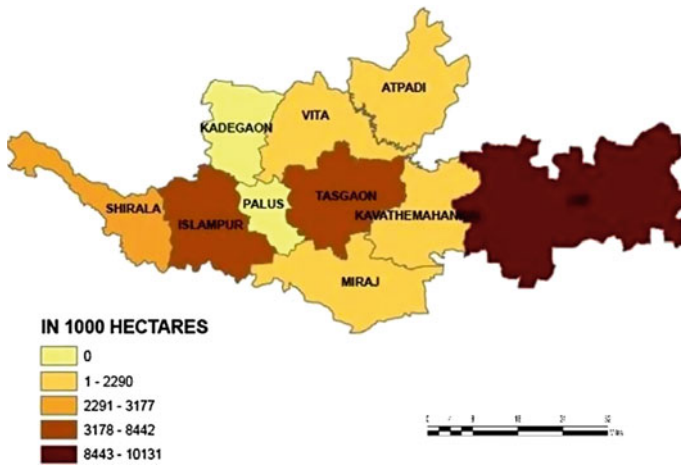 ATPADI
VITA
KADEGAON
TASGAON
PALUS
SHIRALA
KAVATHEMAHAN
ISLAMPUR
MIRAJ
IN 1000 HECTARES
0
1 - 2290
2291 - 3177
3178 - 8442
8443 - 10131